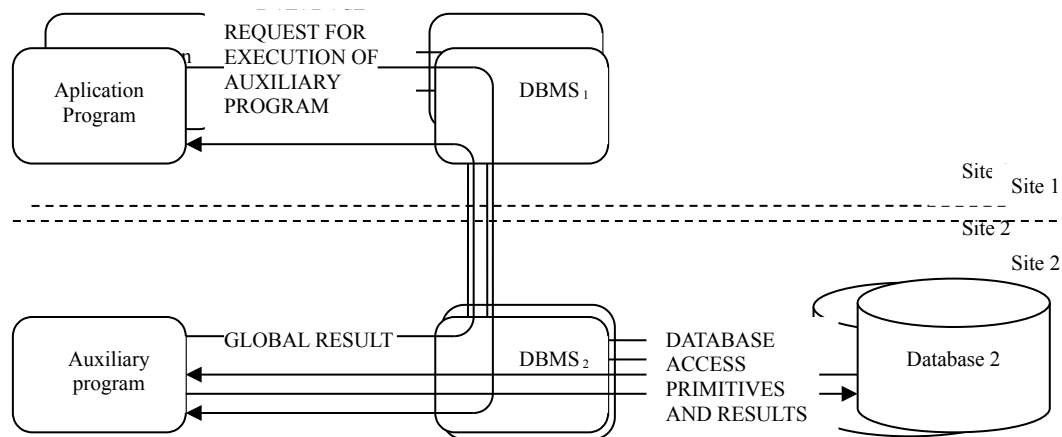 REQUEST FOR
EXECUTION OF
AUXILIARY
PROGRAM
Aplication
Program
DBMS 1
Site
Site 1
Site 2
Site 2
GLOBAL RESULT
Auxiliary
program
DBMS 2
DATABASE
ACCESS
PRIMITIVES
AND RESULTS
Database 2